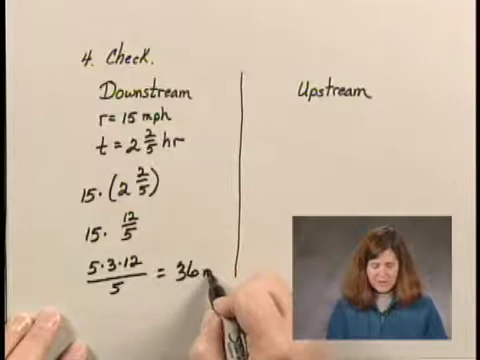 4. Check.
Downstream
r = 15 mph
t = 2 2/5 hr
15 · (2 2/5)
15 · 12/5
5·3·12/5 = 36
Upstream